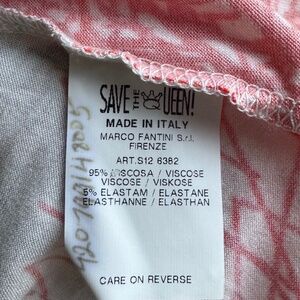 SAVE THE QUEEN!
MADE IN ITALY
MARCO FANTINI S.r.l.
FIRENZE
ART.S12 6382
95% VISCOSA / VISCOSE
VISCOSE / VISKOSE
5% ELASTAM / ELASTANE
ELASTHANNE / ELASTHAN
CARE ON REVERSE